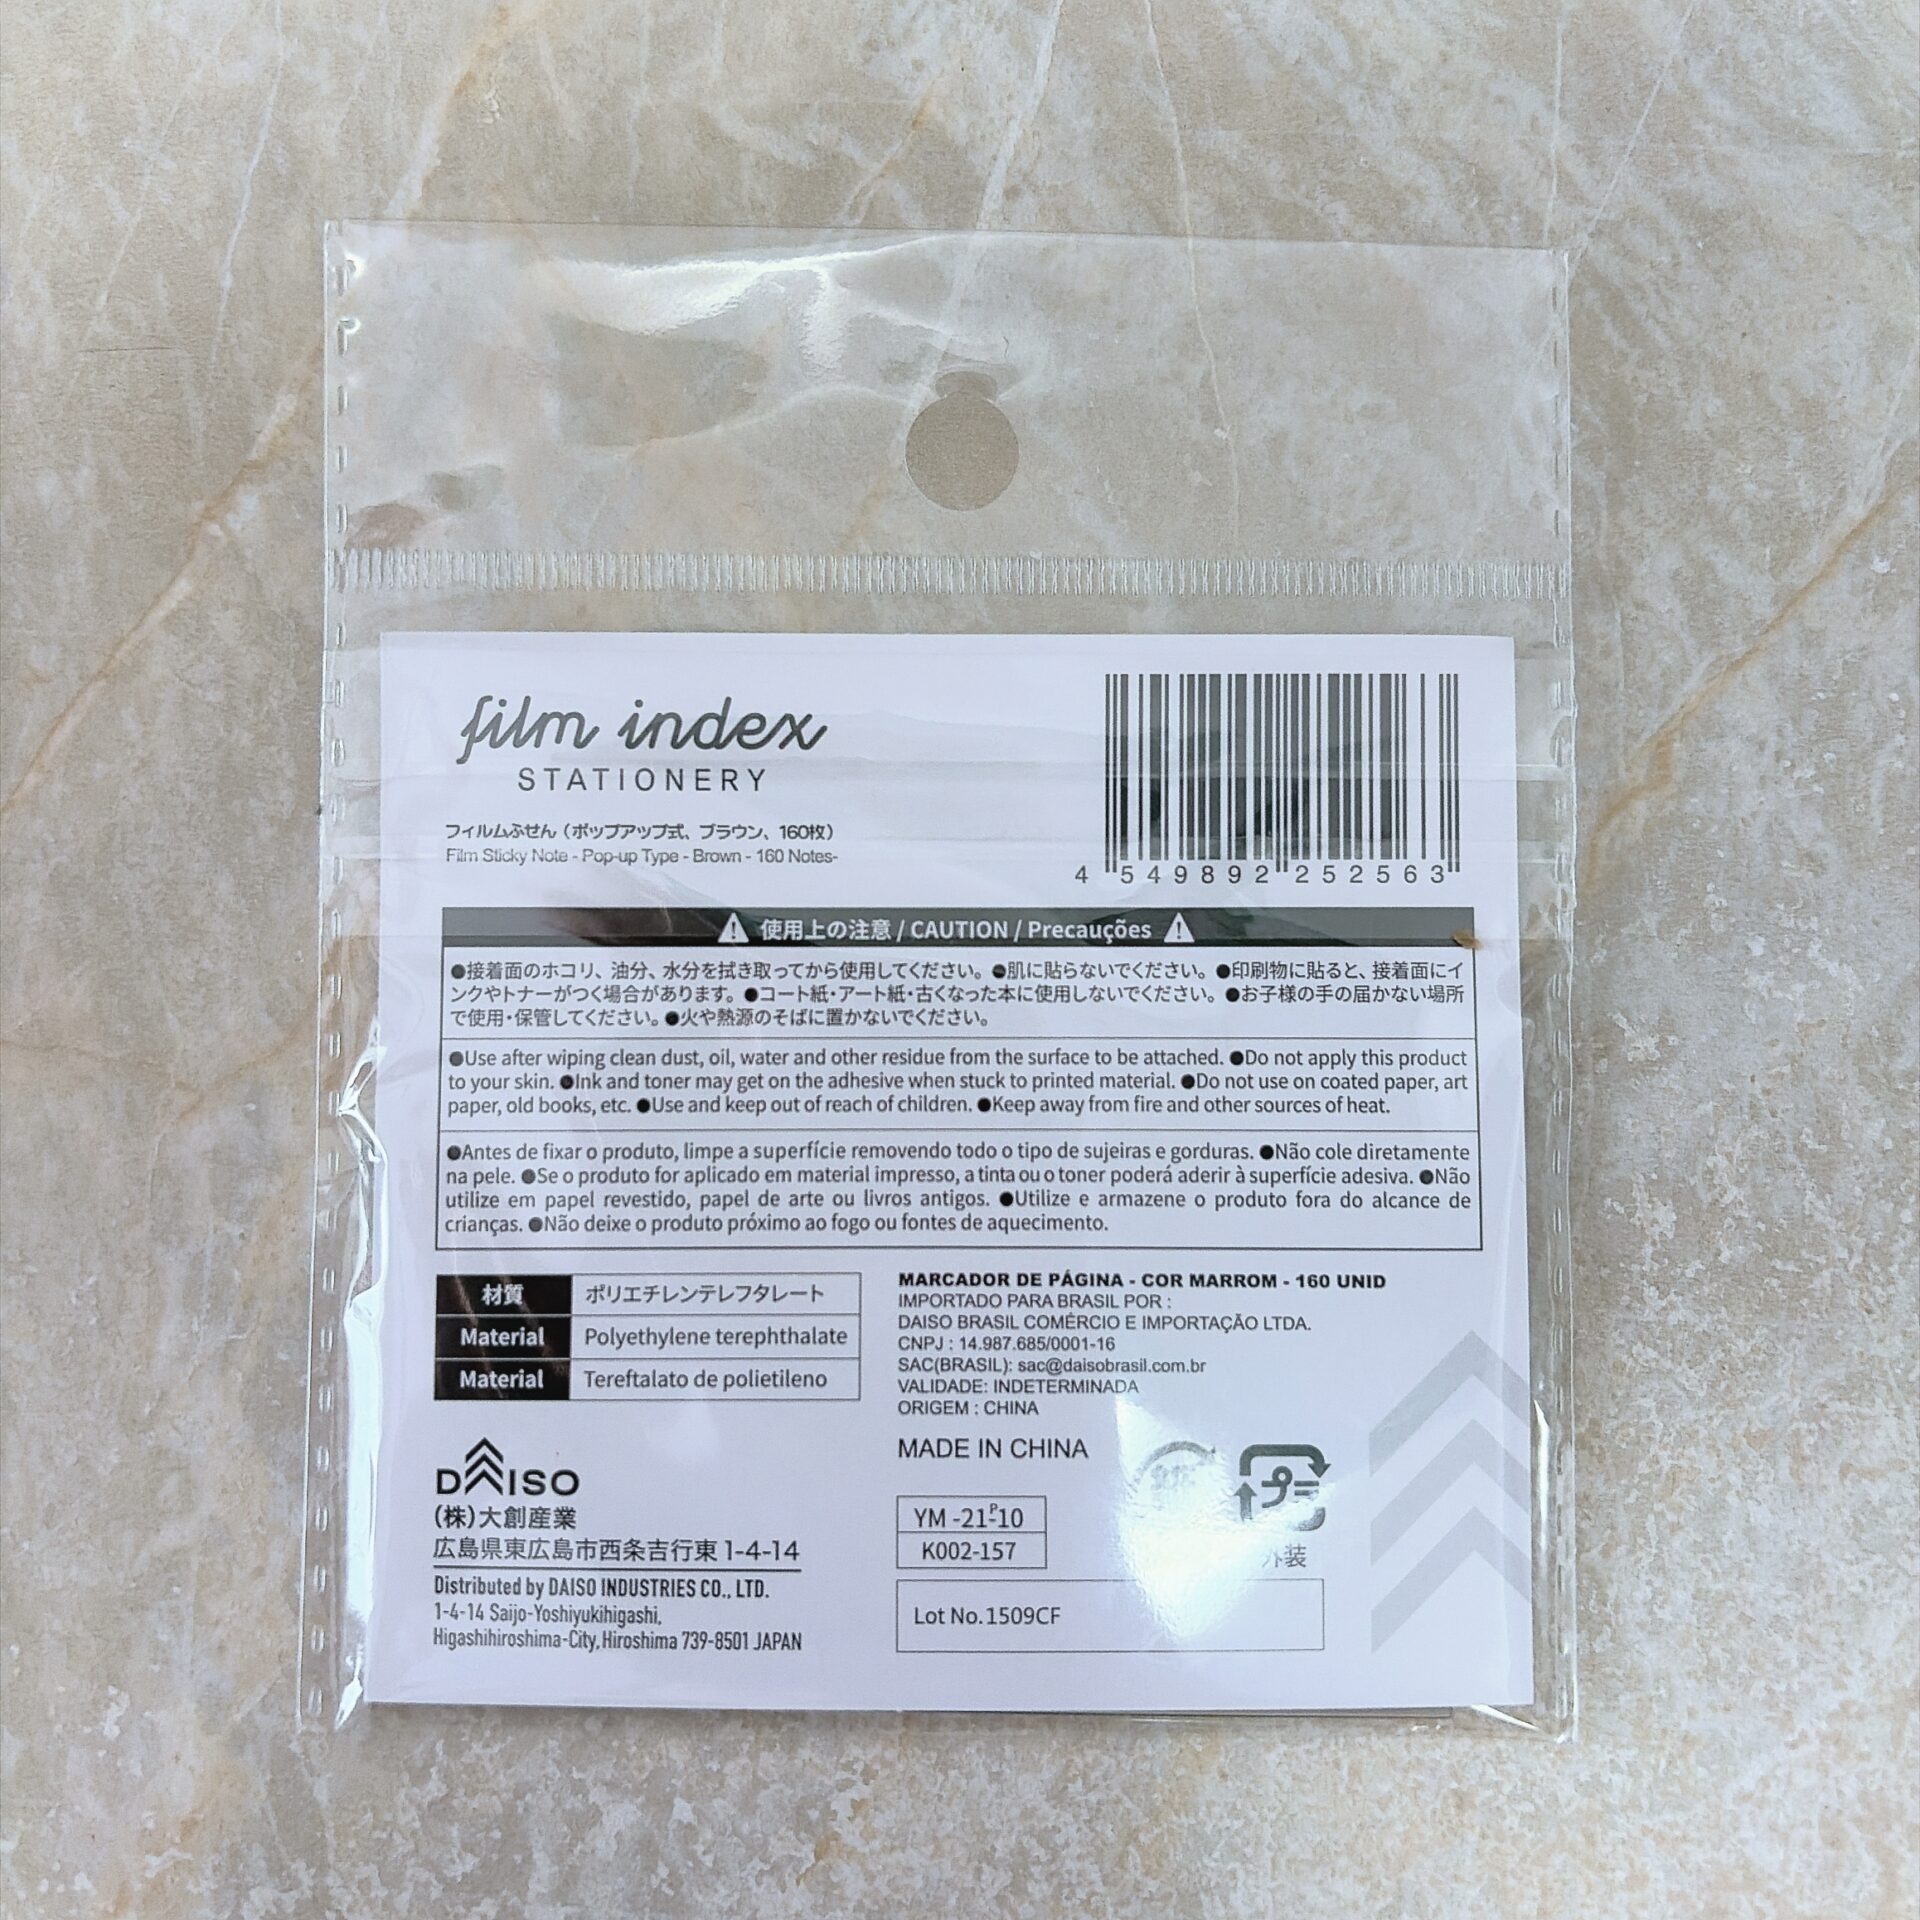 film index
STATIONERY
フィルムふせん（ポップアップ式、ブラウン、160枚）
Film Sticky Note - Pop-up Type - Brown - 160 Notes-
4 549892 252563
使用上の注意 / CAUTION / Precauções
●接着面のホコリ、油分、水分を拭き取ってから使用してください。●肌に貼らないでください。●印刷物に貼ると、接着面にイ
ンクやトナーがつく場合があります。●コート紙・アート紙・古くなった本に使用しないでください。●お子様の手の届かない場所
で使用・保管してください。●火や熱源のそばに置かないでください。
●Use after wiping clean dust, oil, water and other residue from the surface to be attached. ●Do not apply this product
to your skin. ●Ink and toner may get on the adhesive when stuck to printed material. ●Do not use on coated paper, art
paper, old books, etc. ●Use and keep out of reach of children. ●Keep away from fire and other sources of heat.
●Antes de fixar o produto, limpe a superfície removendo todo o tipo de sujeiras e gorduras. ●Não cole diretamente
na pele. ●Se o produto for aplicado em material impresso, a tinta ou o toner poderá aderir à superfície adesiva. ●Não
utilize em papel revestido, papel de arte ou livros antigos. ●Utilize e armazene o produto fora do alcance de
crianças. ●Não deixe o produto próximo ao fogo ou fontes de aquecimento.
材質 ポリエチレンテレフタレート
Material Polyethylene terephthalate
Material Tereftalato de polietileno
MARCADOR DE PÁGINA - COR MARROM - 160 UNID
IMPORTADO PARA BRASIL POR :
DAISO BRASIL COMÉRCIO E IMPORTAÇÃO LTDA.
CNPJ : 14.987.685/0001-16
SAC(BRASIL): sac@daisobrasil.com.br
VALIDADE: INDETERMINADA
ORIGEM : CHINA
MADE IN CHINA
DAISO
(株)大創産業
広島県東広島市西条吉行東 1-4-14
Distributed by DAISO INDUSTRIES CO., LTD.
1-4-14 Saijo-Yoshiyukihigashi,
Higashihiroshima-City, Hiroshima 739-8501 JAPAN
プラ
外装
YM -21-P-10
K002-157
Lot No.1509CF